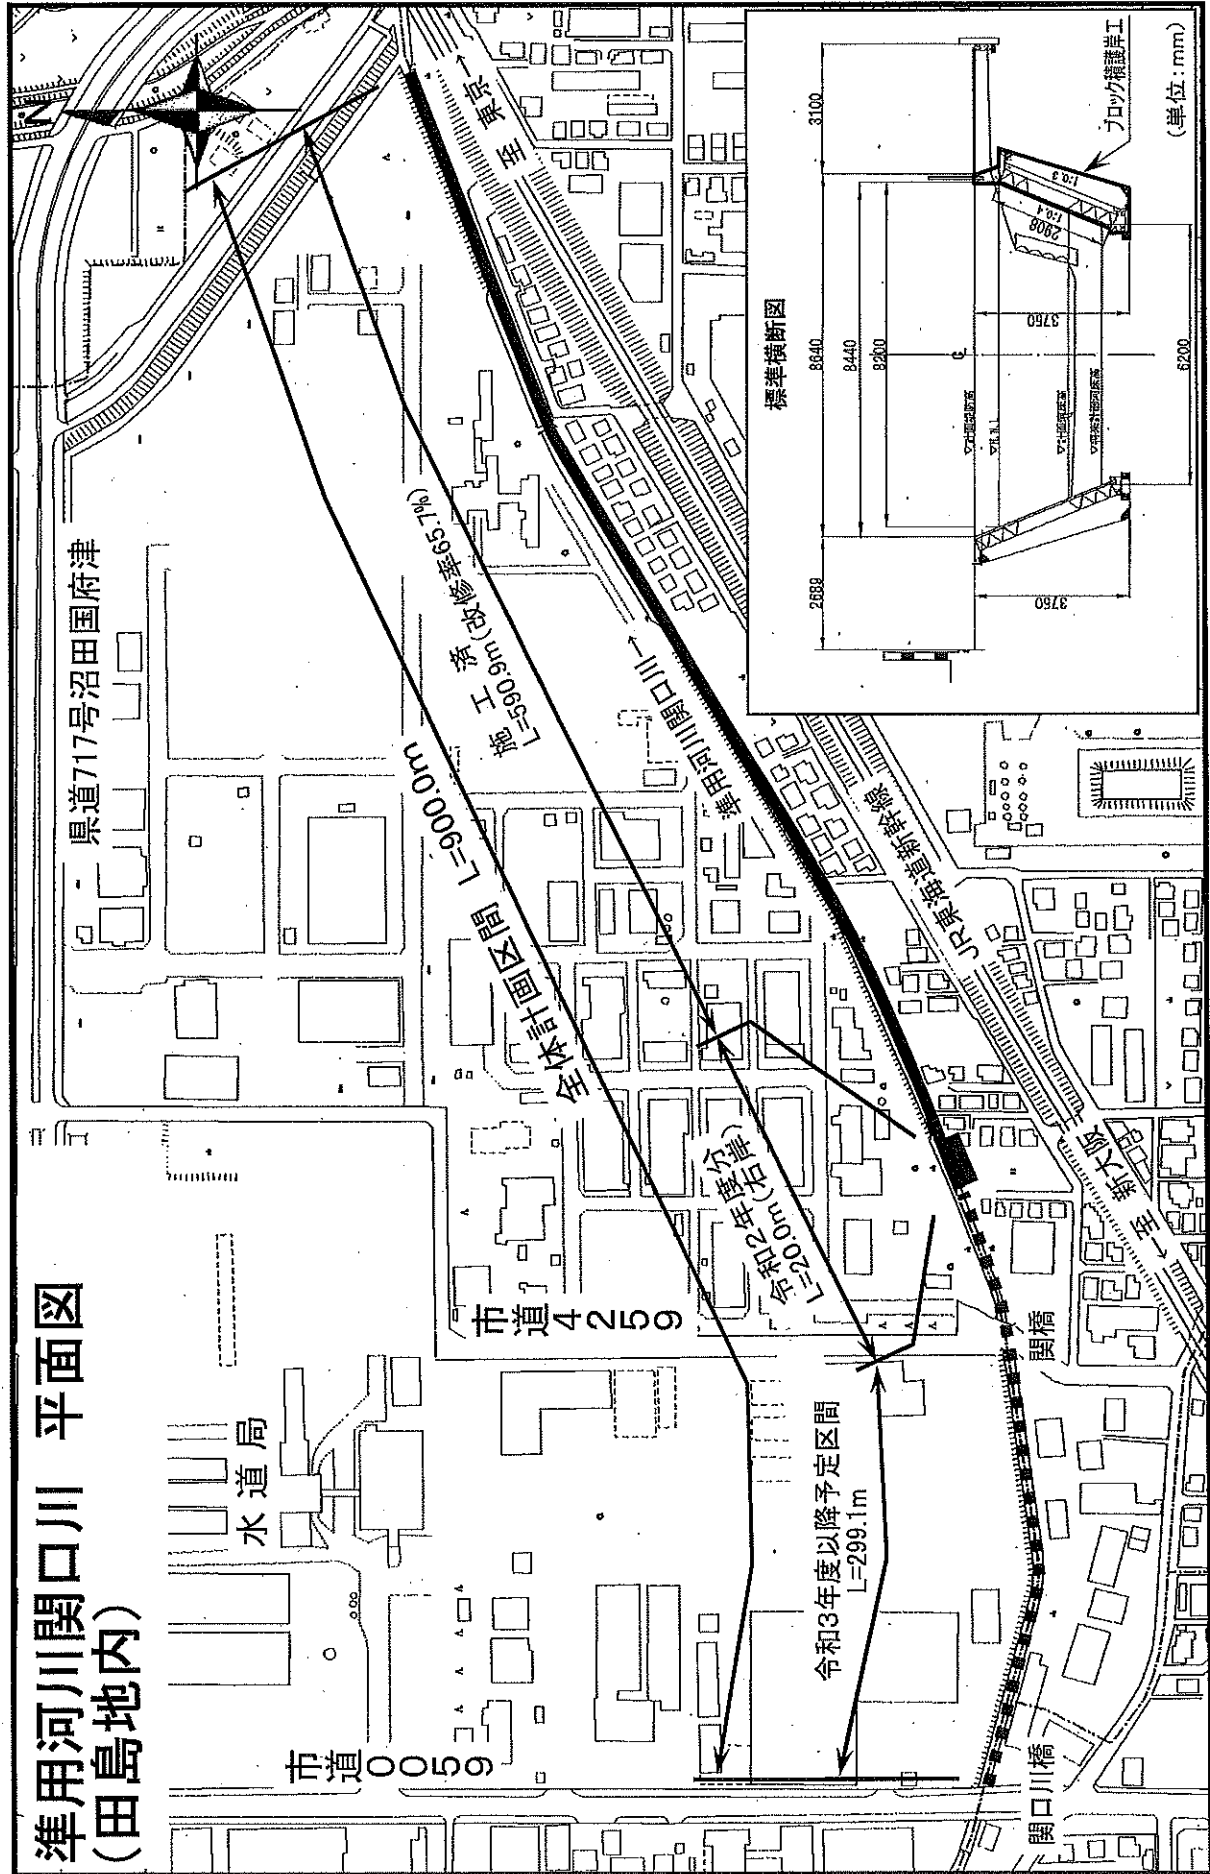 準用河川関口川　平面図
(田島地内)
県道717号沼田国府津
水道局
市道0059
市道4259
全体計画区間 L=900.0m
施工済
L=590.9m(改修率65.7%)
令和2年度分
L=20.0m(右岸)
令和3年度以降予定区間
L=299.1m
準用河川関口川→
JR東海道新幹線
至 東京→
←至 新大阪
関橋
関口川橋
N
標準横断図
2689
8640
3100
8440
8200
CL
3750
3750
2908
1:0.4
1:0.3
6200
ブロック積護岸工
(単位:mm)